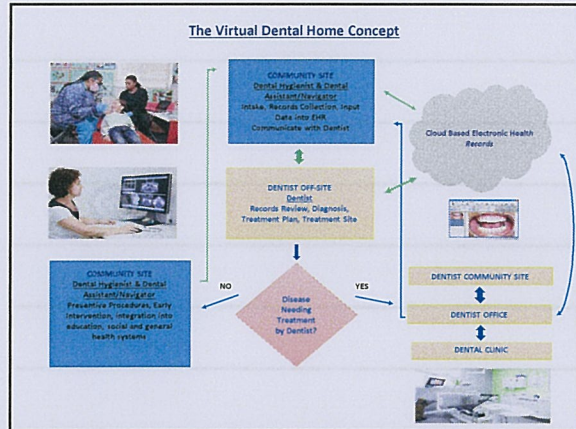 The Virtual Dental Home Concept
COMMUNITY SITE
Dental Hygienist & Dental
Assistant/Navigator
Intake, Records Collection, Input
Data into EHR
Communicate with Dentist
Cloud Based Electronic Health
Records
DENTIST OFF-SITE
Dentist
Records Review, Diagnosis,
Treatment Plan, Treatment Site
COMMUNITY SITE
Dental Hygienist & Dental
Assistant/Navigator
Preventive Procedures, Early
Intervention, integration into
education, social and general
health systems
NO
Disease
Needing
Treatment
by Dentist?
YES
DENTIST COMMUNITY SITE
DENTIST OFFICE
DENTAL CLINIC